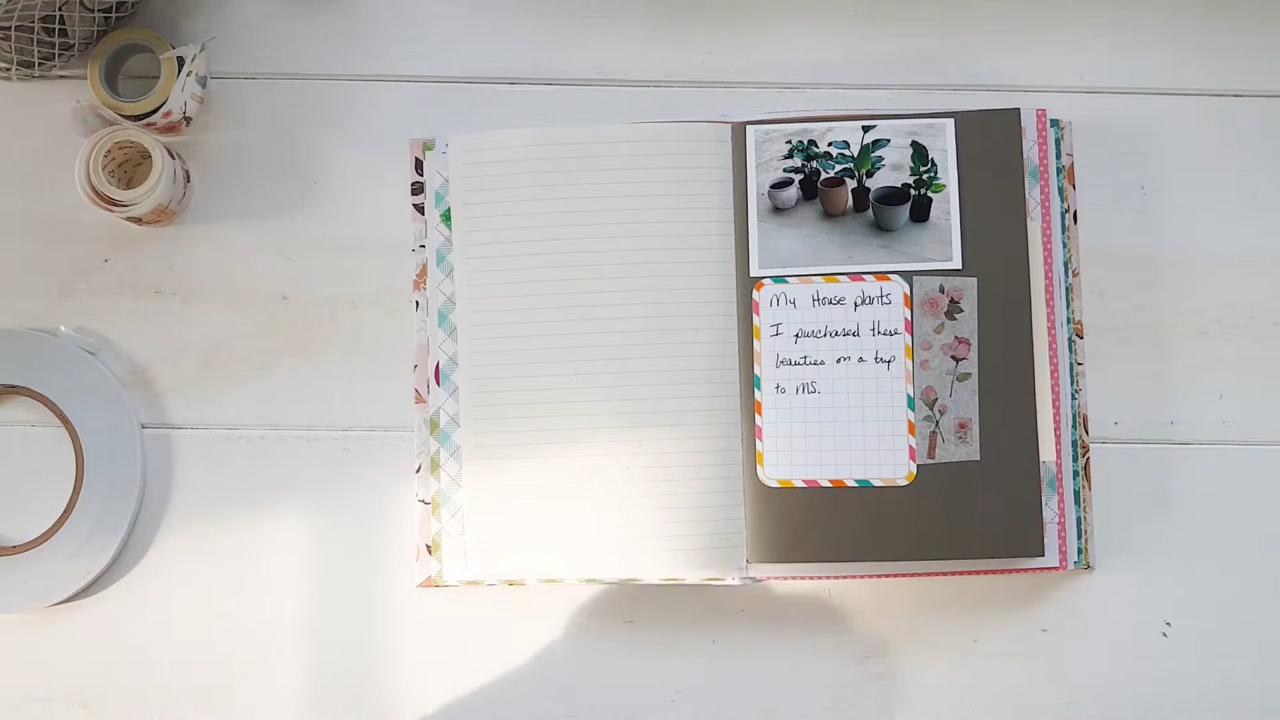 My House plants
I purchased these
beauties on a trip
to MS.